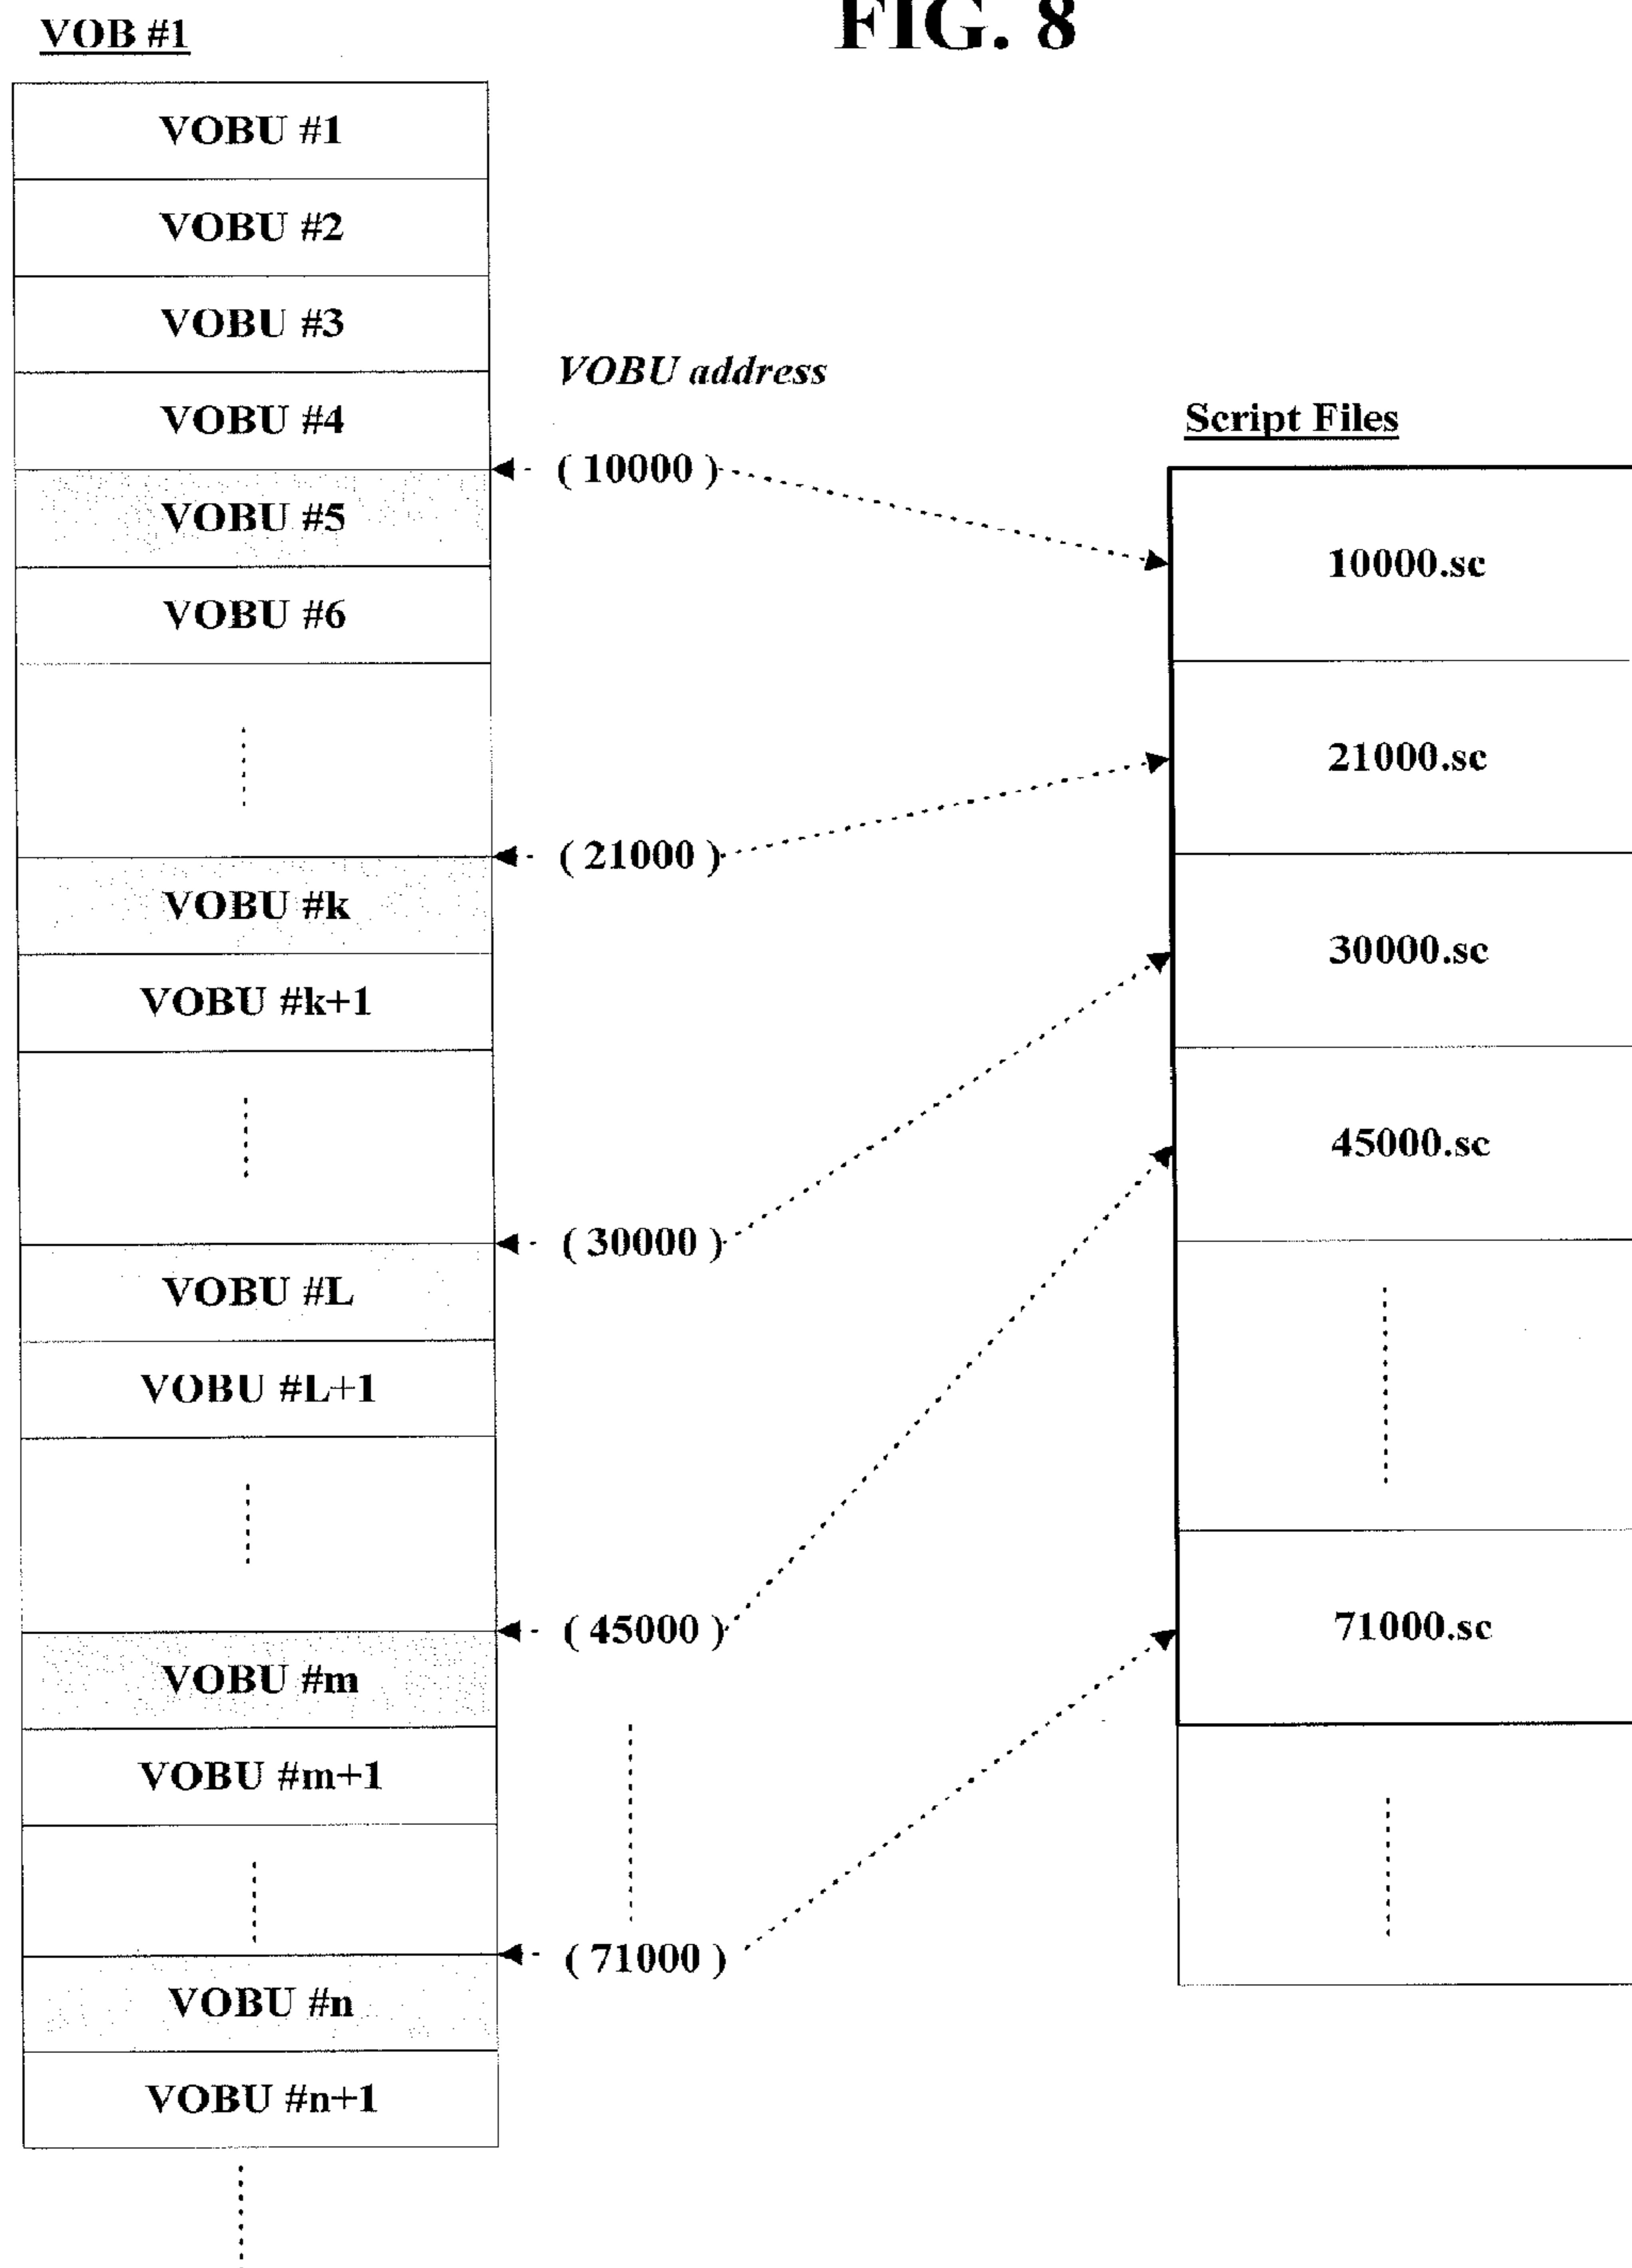 FIG. 8
VOB #1
VOBU #1
VOBU #2
VOBU #3
VOBU #4
VOBU #5
VOBU #6
VOBU #k
VOBU #k+1
VOBU #L
VOBU #L+1
VOBU #m
VOBU #m+1
VOBU #n
VOBU #n+1
VOBU address
( 10000 )
( 21000 )
( 30000 )
( 45000 )
( 71000 )
Script Files
10000.sc
21000.sc
30000.sc
45000.sc
71000.sc